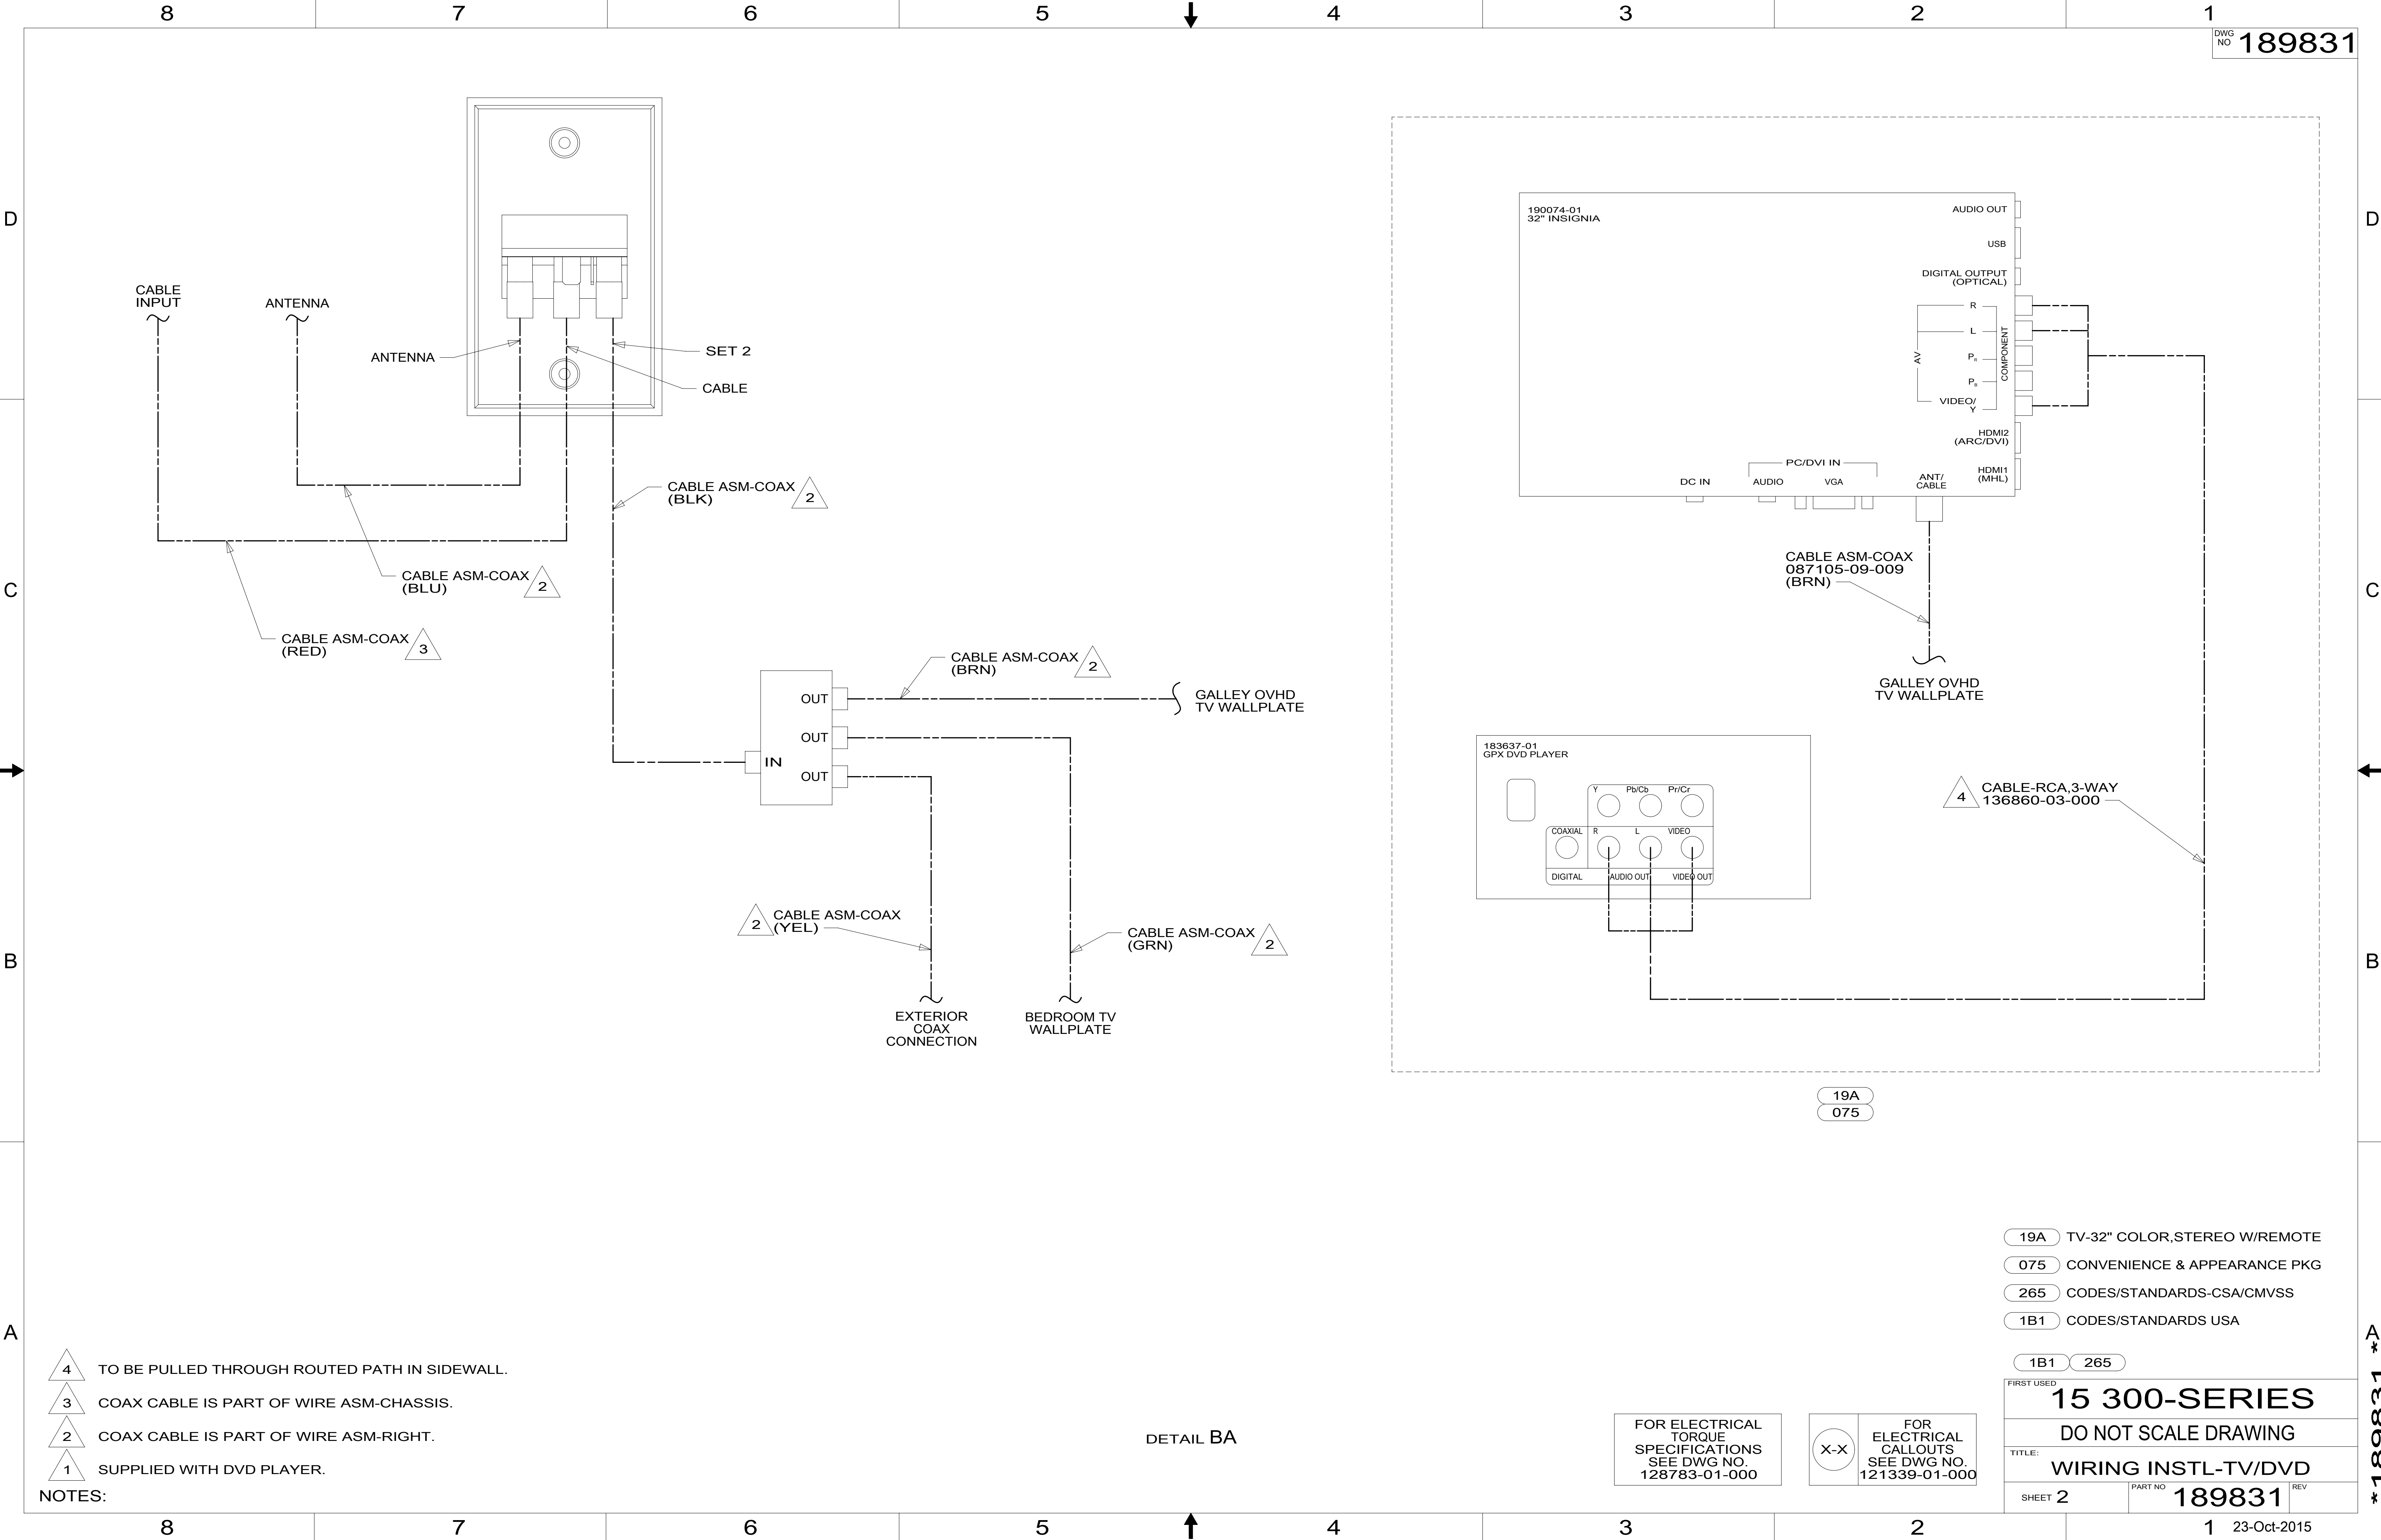 8 7 6 5 4 3 2 1
DWG
NO 189831
D
D
C
C
B
B
A
A
CABLE
INPUT
ANTENNA
ANTENNA
SET 2
CABLE
CABLE ASM-COAX
(BLK)
2
CABLE ASM-COAX
(BLU)
2
CABLE ASM-COAX
(RED)
3
CABLE ASM-COAX
(BRN)
2
OUT
OUT
OUT
IN
GALLEY OVHD
TV WALLPLATE
2
CABLE ASM-COAX
(YEL)
CABLE ASM-COAX
(GRN)
2
EXTERIOR
COAX
CONNECTION
BEDROOM TV
WALLPLATE
190074-01
32" INSIGNIA
AUDIO OUT
USB
DIGITAL OUTPUT
(OPTICAL)
R
L
PR
PB
VIDEO/
Y
AV
COMPONENT
HDMI2
(ARC/DVI)
HDMI1
(MHL)
PC/DVI IN
DC IN
AUDIO
VGA
ANT/
CABLE
CABLE ASM-COAX
087105-09-009
(BRN)
GALLEY OVHD
TV WALLPLATE
183637-01
GPX DVD PLAYER
Y Pb/Cb Pr/Cr
COAXIAL R L VIDEO
DIGITAL AUDIO OUT VIDEO OUT
4
CABLE-RCA,3-WAY
136860-03-000
19A
075
19A TV-32" COLOR,STEREO W/REMOTE
075 CONVENIENCE & APPEARANCE PKG
265 CODES/STANDARDS-CSA/CMVSS
1B1 CODES/STANDARDS USA
1B1 265
4 TO BE PULLED THROUGH ROUTED PATH IN SIDEWALL.
3 COAX CABLE IS PART OF WIRE ASM-CHASSIS.
2 COAX CABLE IS PART OF WIRE ASM-RIGHT.
1 SUPPLIED WITH DVD PLAYER.
NOTES:
DETAIL BA
FOR ELECTRICAL
TORQUE
SPECIFICATIONS
SEE DWG NO.
128783-01-000
X-X
FOR
ELECTRICAL
CALLOUTS
SEE DWG NO.
121339-01-000
FIRST USED
15 300-SERIES
DO NOT SCALE DRAWING
TITLE:
WIRING INSTL-TV/DVD
SHEET 2
PART NO 189831
REV
*189831 *
8 7 6 5 4 3 2 1
23-Oct-2015